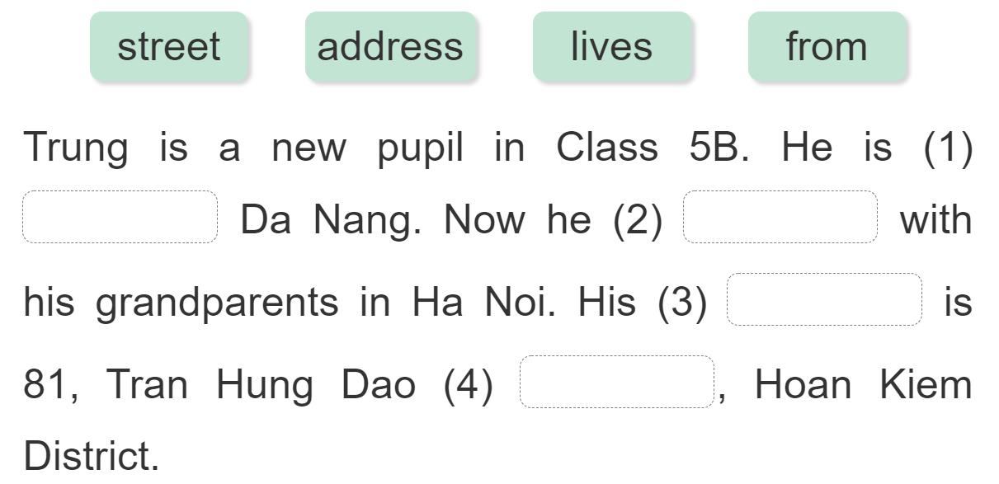 street address lives from
Trung is a new pupil in Class 5B. He is (1)
Da Nang. Now he (2) with
his grandparents in Ha Noi. His (3) is
81, Tran Hung Dao (4) , Hoan Kiem
District.